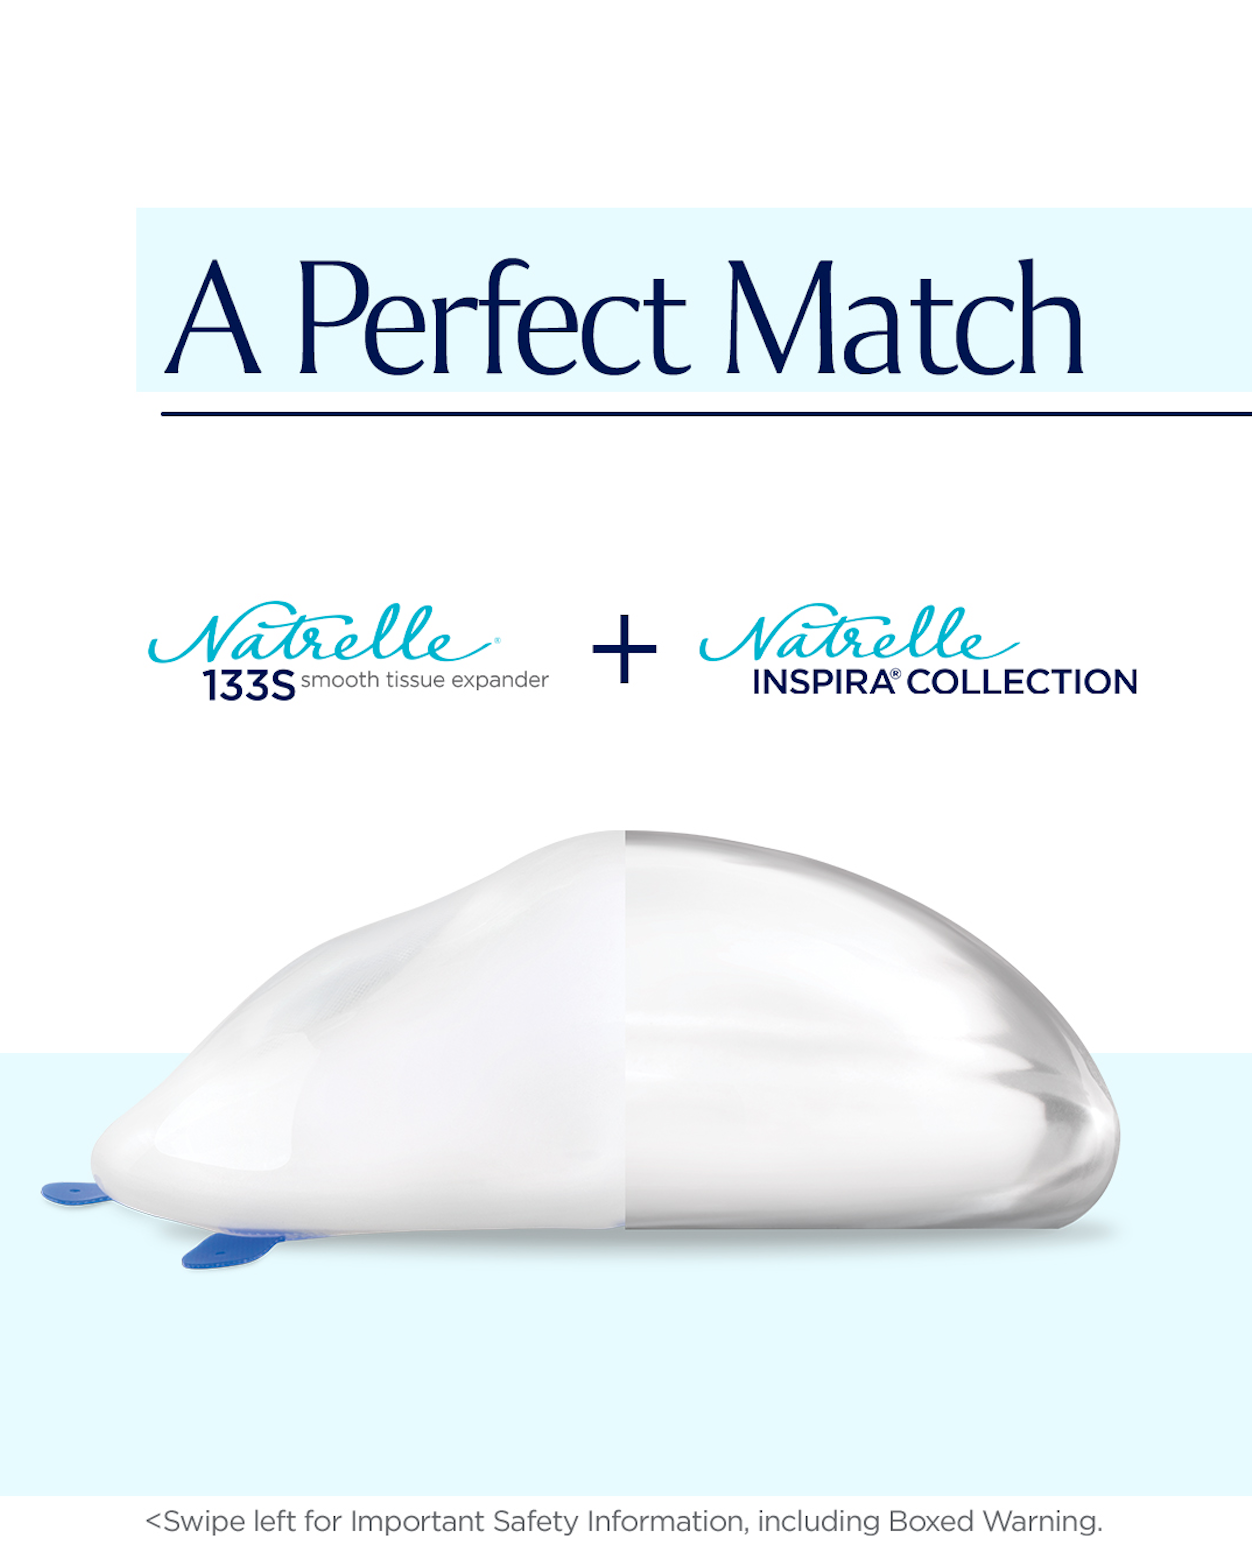 A Perfect Match
Natrelle®
133S smooth tissue expander
+
Natrelle
INSPIRA® COLLECTION
<Swipe left for Important Safety Information, including Boxed Warning.